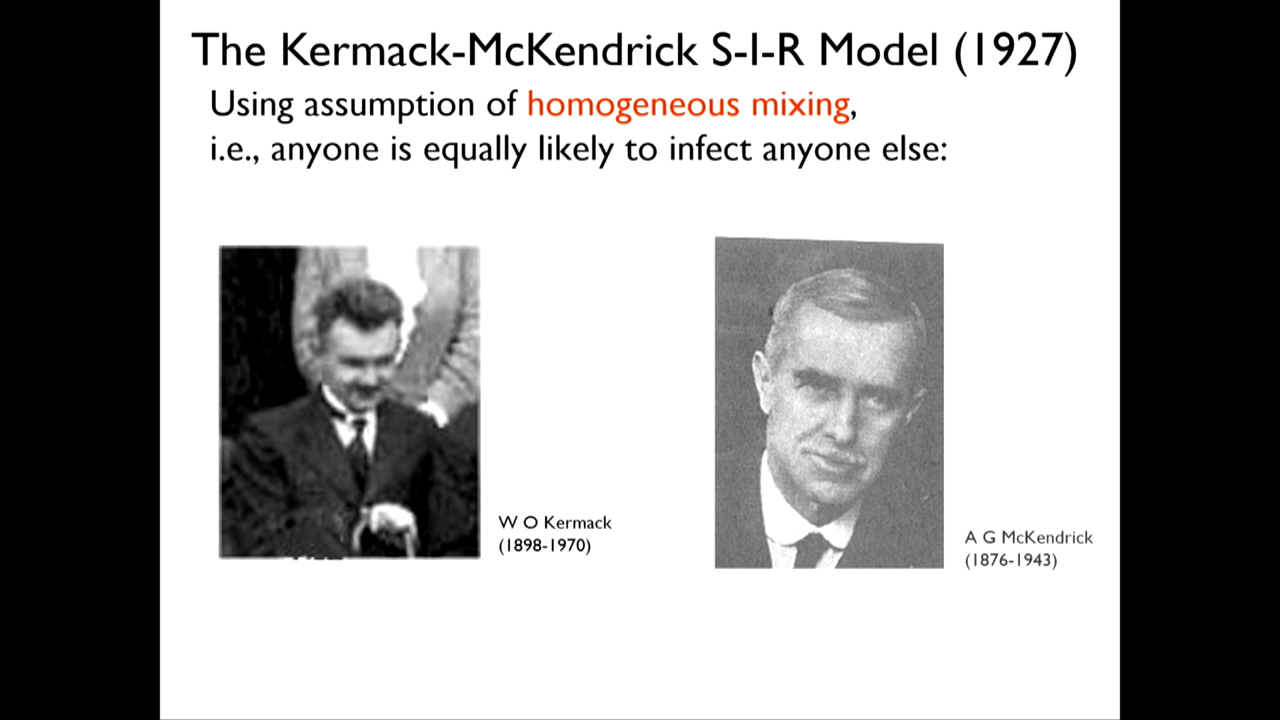 The Kermack-McKendrick S-I-R Model (1927)
Using assumption of homogeneous mixing,
i.e., anyone is equally likely to infect anyone else:
W O Kermack
(1898-1970)
A G McKendrick
(1876-1943)